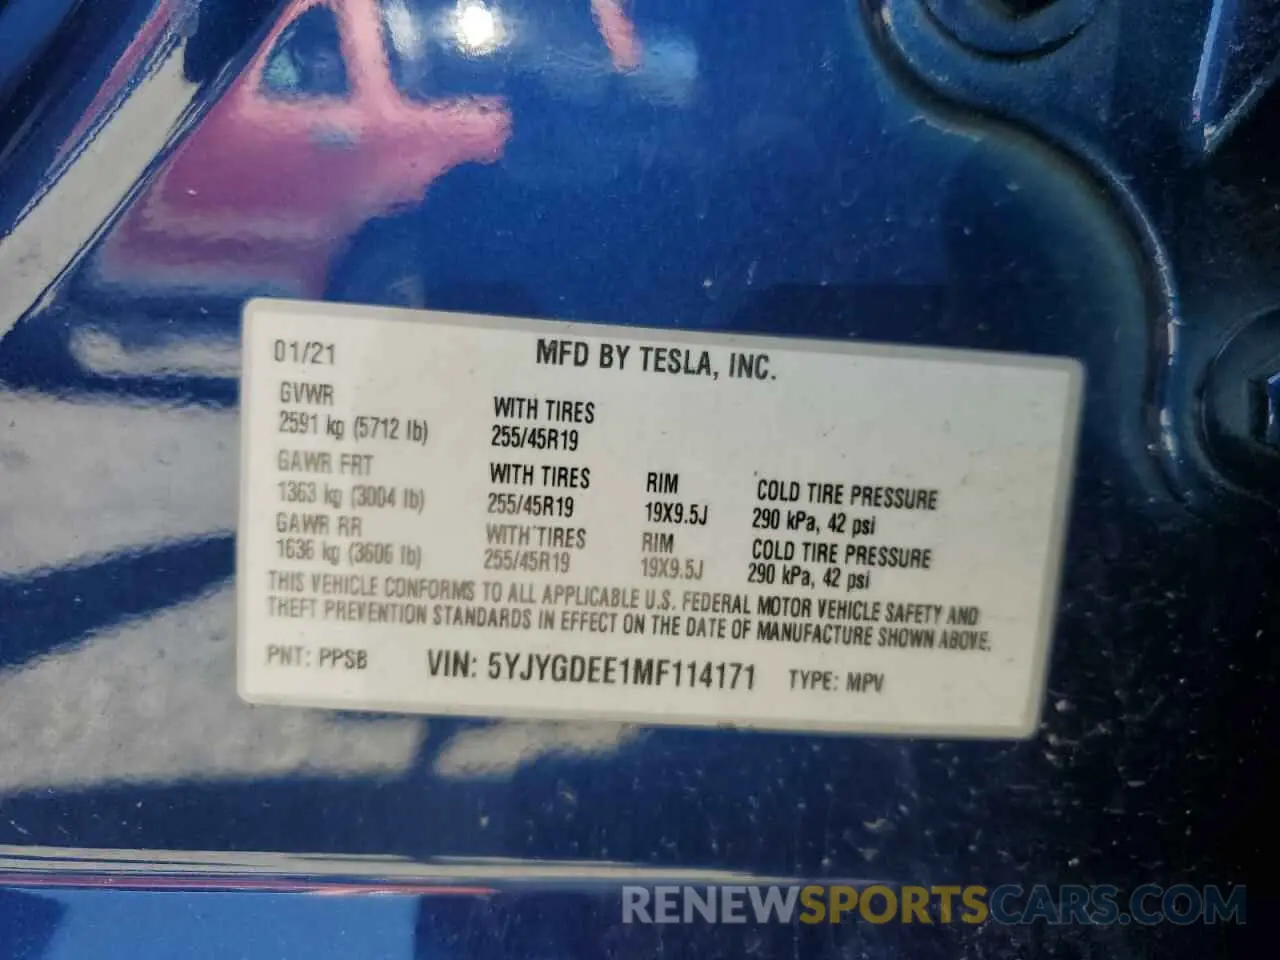 01/21 MFD BY TESLA, INC.
GVWR
2591 kg (5712 lb) WITH TIRES
255/45R19
GAWR FRT WITH TIRES RIM COLD TIRE PRESSURE
1363 kg (3004 lb) 255/45R19 19X9.5J 290 kPa, 42 psi
GAWR RR WITH TIRES RIM COLD TIRE PRESSURE
1636 kg (3606 lb) 255/45R19 19X9.5J 290 kPa, 42 psi
THIS VEHICLE CONFORMS TO ALL APPLICABLE U.S. FEDERAL MOTOR VEHICLE SAFETY AND
THEFT PREVENTION STANDARDS IN EFFECT ON THE DATE OF MANUFACTURE SHOWN ABOVE.
PNT: PPSB VIN: 5YJYGDEE1MF114171 TYPE: MPV
RENEWSPORTSCARS.COM